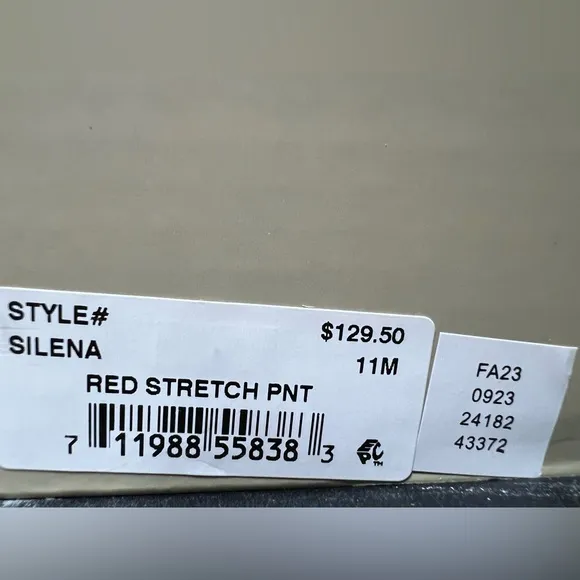 STYLE#
SILENA
$129.50
11M
RED STRETCH PNT
7 11988 55838 3
FA23
0923
24182
43372